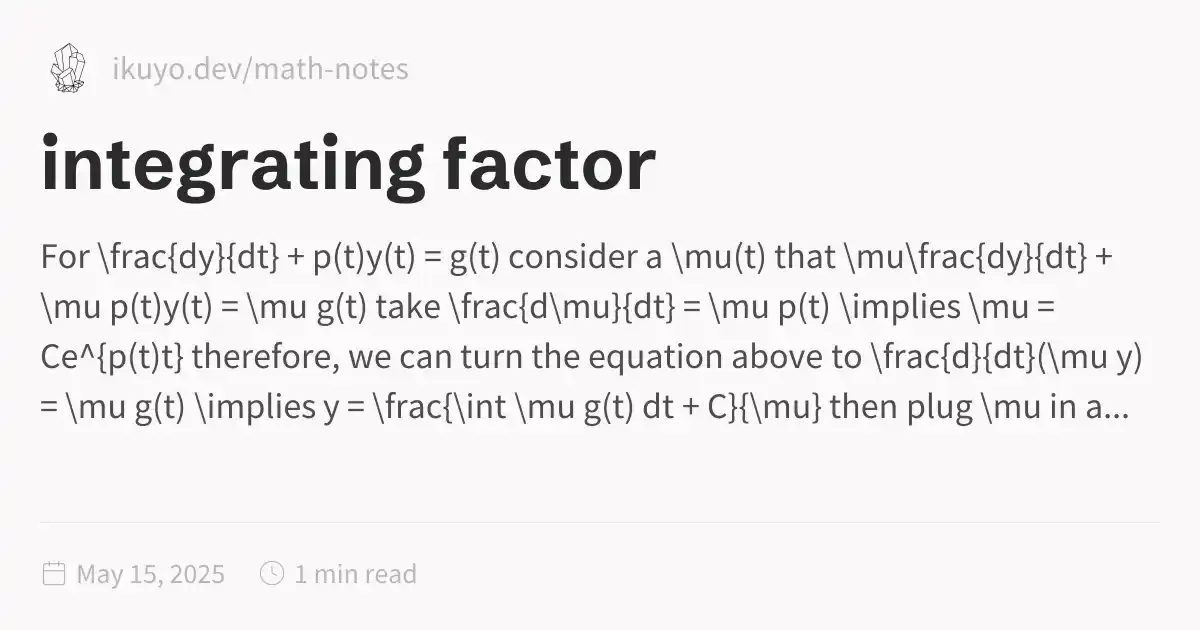 ikuyo.dev/math-notes
integrating factor
For \frac{dy}{dt} + p(t)y(t) = g(t) consider a \mu(t) that \mu\frac{dy}{dt} +
\mu p(t)y(t) = \mu g(t) take \frac{d\mu}{dt} = \mu p(t) \implies \mu =
Ce^{p(t)t} therefore, we can turn the equation above to \frac{d}{dt}(\mu y)
= \mu g(t) \implies y = \frac{\int \mu g(t) dt + C}{\mu} then plug \mu in a...
May 15, 2025 1 min read